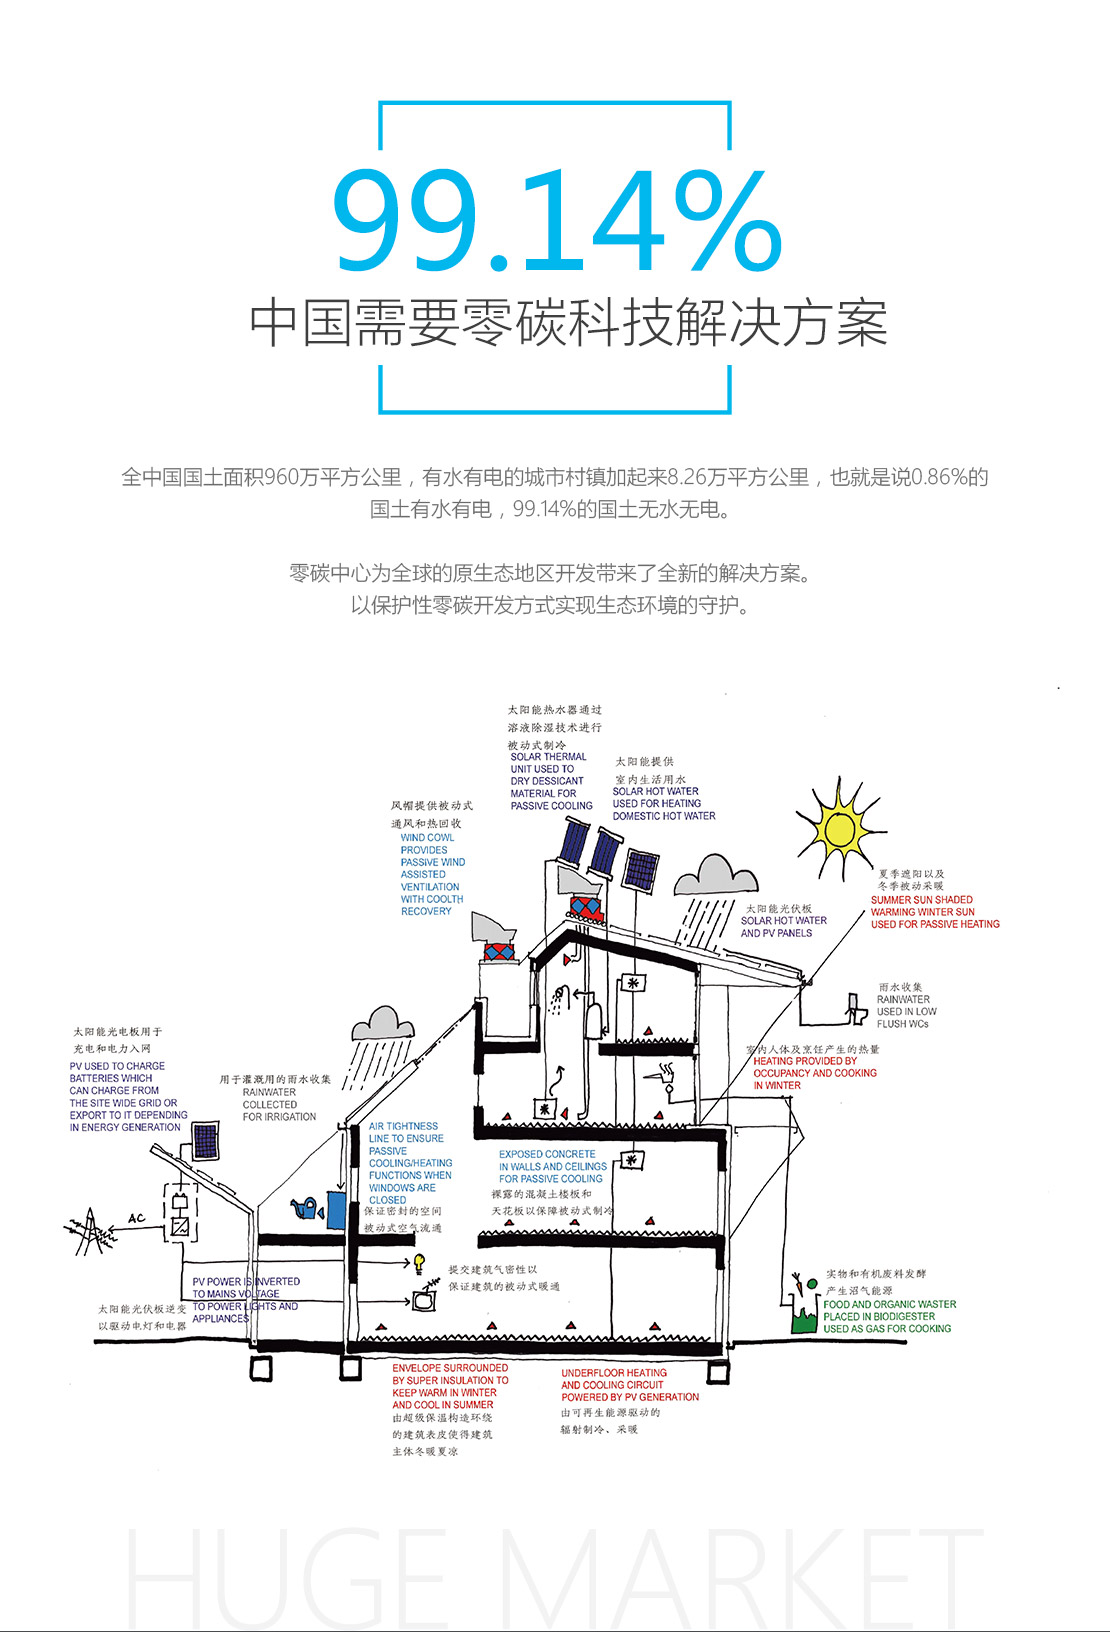 99.14%
中国需要零碳科技解决方案
全中国国土面积960万平方公里，有水有电的城市村镇加起来8.26万平方公里，也就是说0.86%的
国土有水有电，99.14%的国土无水无电。
零碳中心为全球的原生态地区开发带来了全新的解决方案。
以保护性零碳开发方式实现生态环境的守护。
太阳能热水器通过
溶液除湿技术进行
被动式制冷
SOLAR THERMAL
UNIT USED TO
DRY DESSICANT
MATERIAL FOR
PASSIVE COOLING
太阳能提供
室内生活用水
SOLAR HOT WATER
USED FOR HEATING
DOMESTIC HOT WATER
风帽提供被动式
通风和热回收
WIND COWL
PROVIDES
PASSIVE WIND
ASSISTED
VENTILATION
WITH COOLTH
RECOVERY
太阳能光伏板
SOLAR HOT WATER
AND PV PANELS
夏季遮阳以及
冬季被动采暖
SUMMER SUN SHADED
WARMING WINTER SUN
USED FOR PASSIVE HEATING
雨水收集
RAINWATER
USED IN LOW
FLUSH WCs
室内人体及烹饪产生的热量
HEATING PROVIDED BY
OCCUPANCY AND COOKING
IN WINTER
太阳能光电板用于
充电和电力入网
PV USED TO CHARGE
BATTERIES WHICH
CAN CHARGE FROM
THE SITE WIDE GRID OR
EXPORT TO IT DEPENDING
IN ENERGY GENERATION
用于灌溉用的雨水收集
RAINWATER
COLLECTED
FOR IRRIGATION
AIR TIGHTNESS
LINE TO ENSURE
PASSIVE
COOLING/HEATING
FUNCTIONS WHEN
WINDOWS ARE
CLOSED
保证密封的空间
被动式空气流通
EXPOSED CONCRETE
IN WALLS AND CEILINGS
FOR PASSIVE COOLING
裸露的混凝土楼板和
天花板以保障被动式制冷
AC
提交建筑气密性以
保证建筑的被动式暖通
PV POWER IS INVERTED
TO MAINS VOLTAGE
TO POWER LIGHTS AND
APPLIANCES
太阳能光伏板逆变
以驱动电灯和电器
实物和有机废料发酵
产生沼气能源
FOOD AND ORGANIC WASTER
PLACED IN BIODIGESTER
USED AS GAS FOR COOKING
ENVELOPE SURROUNDED
BY SUPER INSULATION TO
KEEP WARM IN WINTER
AND COOL IN SUMMER
由超级保温构造环绕
的建筑表皮使得建筑
主体冬暖夏凉
UNDERFLOOR HEATING
AND COOLING CIRCUIT
POWERED BY PV GENERATION
由可再生能源驱动的
辐射制冷、采暖
HUGE MARKET